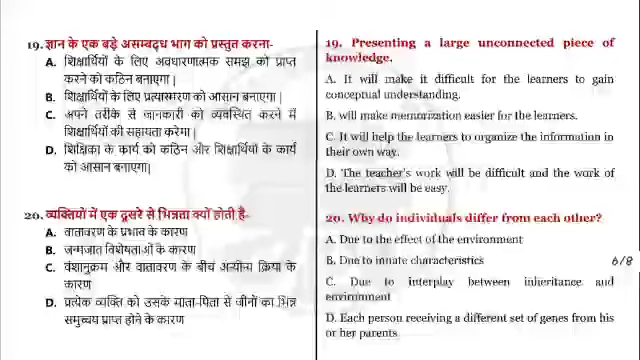 19. ज्ञान के एक बड़े असम्बद्ध भाग को प्रस्तुत करना-
A. शिक्षार्थियों के लिए अवधारणात्मक समझ को प्राप्त
करने को कठिन बनाएगा |
B. शिक्षार्थियों के लिए प्रत्यास्मरण को आसान बनाएगा |
C. अपने तरीके से जानकारी को व्यवस्थित करने में
शिक्षार्थियों की सहायता करेगा |
D. शिक्षिका के कार्य को कठिन और शिक्षार्थियों के कार्य
को आसान बनाएगा|
20. व्यक्तियों में एक दूसरे से भिन्नता क्यों होती है-
A. वातावरण के प्रभाव के कारण
B. जन्मजात विशेषताओं के कारण
C. वंशानुक्रम और वातावरण के बीच अन्योन्य क्रिया के
कारण
D. प्रत्येक व्यक्ति को उसके माता-पिता से जीनों का भिन्न
समुच्चय प्राप्त होने के कारण
19. Presenting a large unconnected piece of
knowledge.
A. It will make it difficult for the learners to gain
conceptual understanding.
B. will make memorization easier for the learners.
C. It will help the learners to organize the information in
their own way.
D. The teacher's work will be difficult and the work of
the learners will be easy.
20. Why do individuals differ from each other?
A. Due to the effect of the environment
B. Due to innate characteristics
C. Due to interplay between inheritance and
environment
D. Each person receiving a different set of genes from his
or her parents
6/8